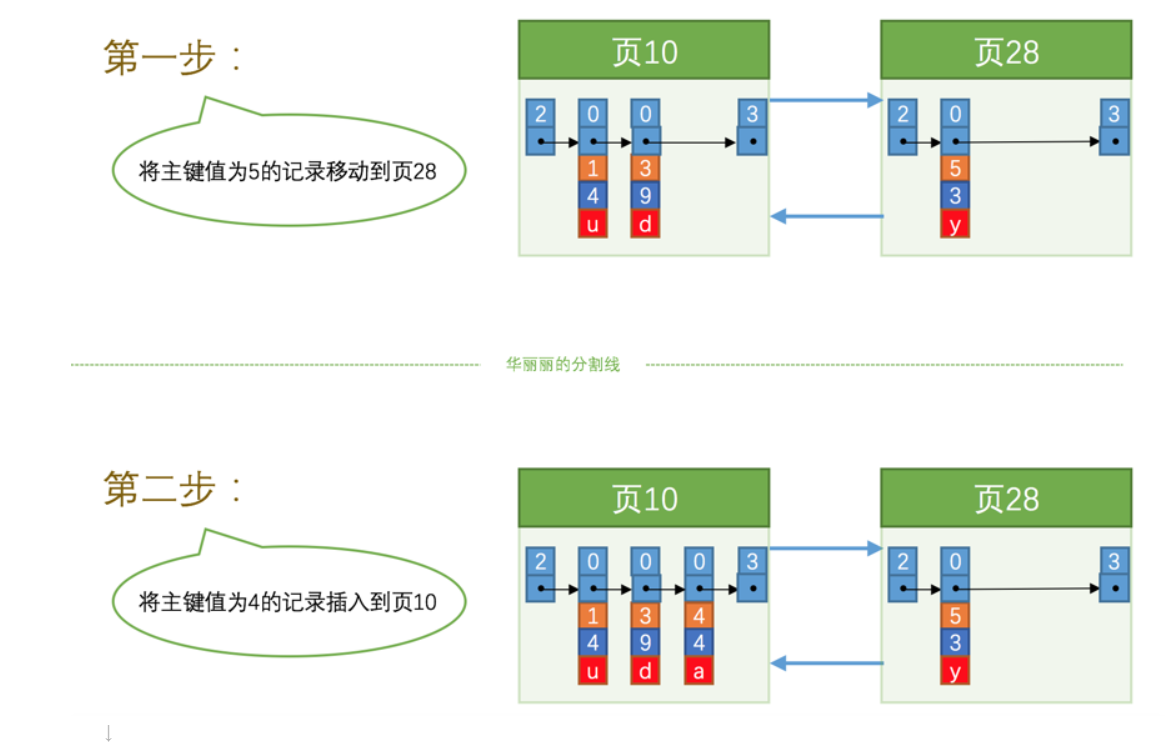 第一步：
将主键值为5的记录移动到页28
页10
页28
2 0 0 3
1 3
4 9
u d
2 0 3
5
3
y
华丽丽的分割线
第二步：
将主键值为4的记录插入到页10
页10
页28
2 0 0 0 3
1 3 4
4 9 4
u d a
2 0 3
5
3
y
↓